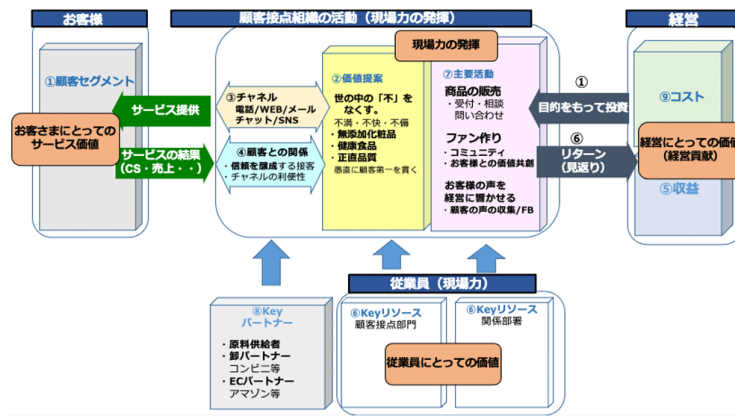 お客様
顧客接点組織の活動（現場力の発揮）
経営
現場力の発揮
①顧客セグメント
サービス提供
お客さまにとっての
サービス価値
サービスの結果
（CS・売上・・）
③チャネル
電話/WEB/メール
チャット/SNS
④顧客との関係
・信頼を譲成する接客
・チャネルの利便性
②価値提案
世の中の「不」を
なくす。
不満・不快・不備
・無添加化粧品
・健康食品
・正直品質
愚直に顧客第一を貫く
⑦主要活動
商品の販売
・受付・相談
問い合わせ
ファン作り
・コミュニティ
・お客様との価値共創
お客様の声を
経営に響かせる
・顧客の声の収集/FB
①
目的をもって投資
⑥
リターン
（見返り）
⑨コスト
経営にとっての価値
（経営貢献）
⑤収益
従業員（現場力）
⑧Key
パートナー
・原料供給者
・卸パートナー
コンビニ等
・ECパートナー
アマゾン等
⑥Keyリソース
顧客接点部門
⑥Keyリソース
関係部署
従業員にとっての価値